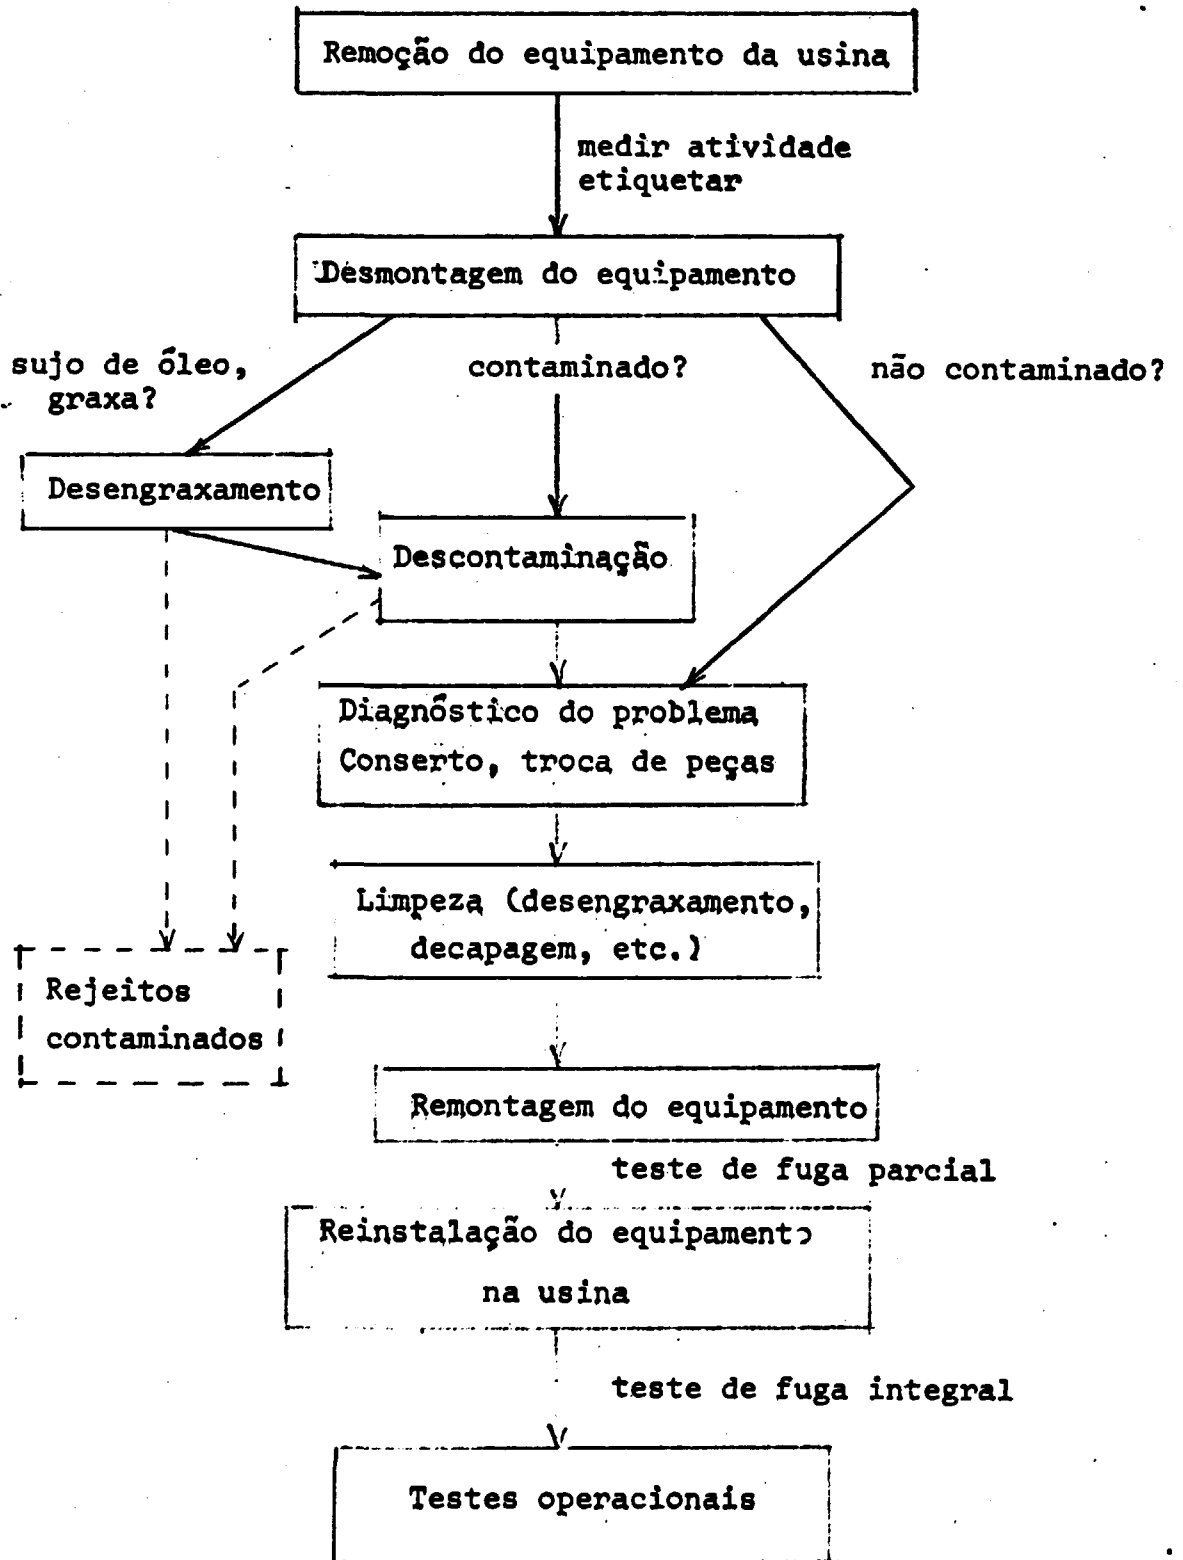 Remoção do equipamento da usina
medir atividade
etiquetar
Desmontagem do equipamento
sujo de óleo,
graxa?
contaminado?
não contaminado?
Desengraxamento
Descontaminação
Diagnóstico do problema
Conserto, troca de peças
Limpeza (desengraxamento,
decapagem, etc.)
Rejeitos
contaminados
Remontagem do equipamento
teste de fuga parcial
Reinstalação do equipamento
na usina
teste de fuga integral
Testes operacionais